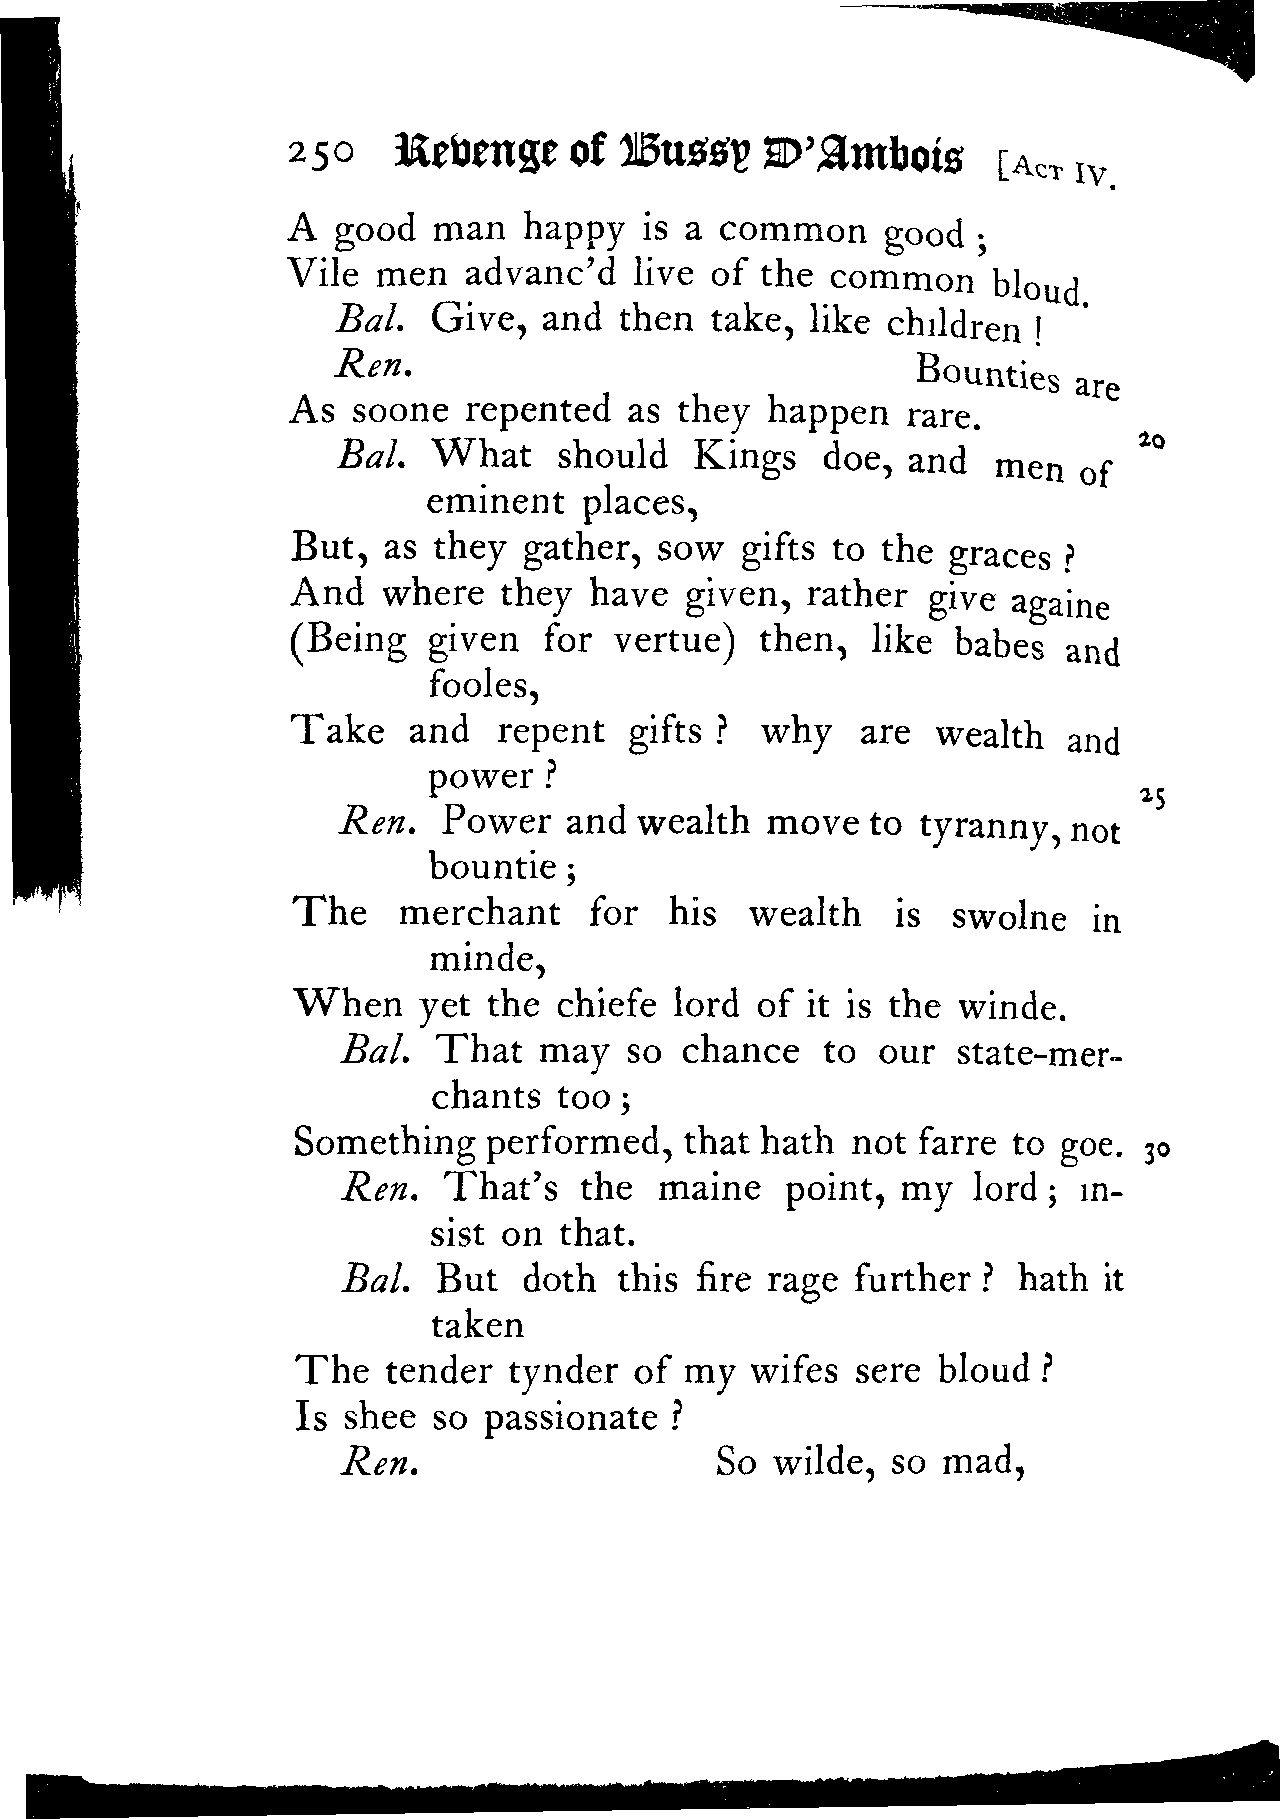 250 Revenge of Bussy D'Ambois [ACT IV.
A good man happy is a common good ;
Vile men advanc'd live of the common bloud.
Bal. Give, and then take, like children !
Ren. Bounties are
As soone repented as they happen rare.
Bal. What should Kings doe, and men of 20
eminent places,
But, as they gather, sow gifts to the graces ?
And where they have given, rather give againe
(Being given for vertue) then, like babes and
fooles,
Take and repent gifts ? why are wealth and
power ? 25
Ren. Power and wealth move to tyranny, not
bountie ;
The merchant for his wealth is swolne in
minde,
When yet the chiefe lord of it is the winde.
Bal. That may so chance to our state-mer-
chants too ;
Something performed, that hath not farre to goe. 30
Ren. That's the maine point, my lord ; in-
sist on that.
Bal. But doth this fire rage further ? hath it
taken
The tender tynder of my wifes sere bloud ?
Is shee so passionate ?
Ren. So wilde, so mad,